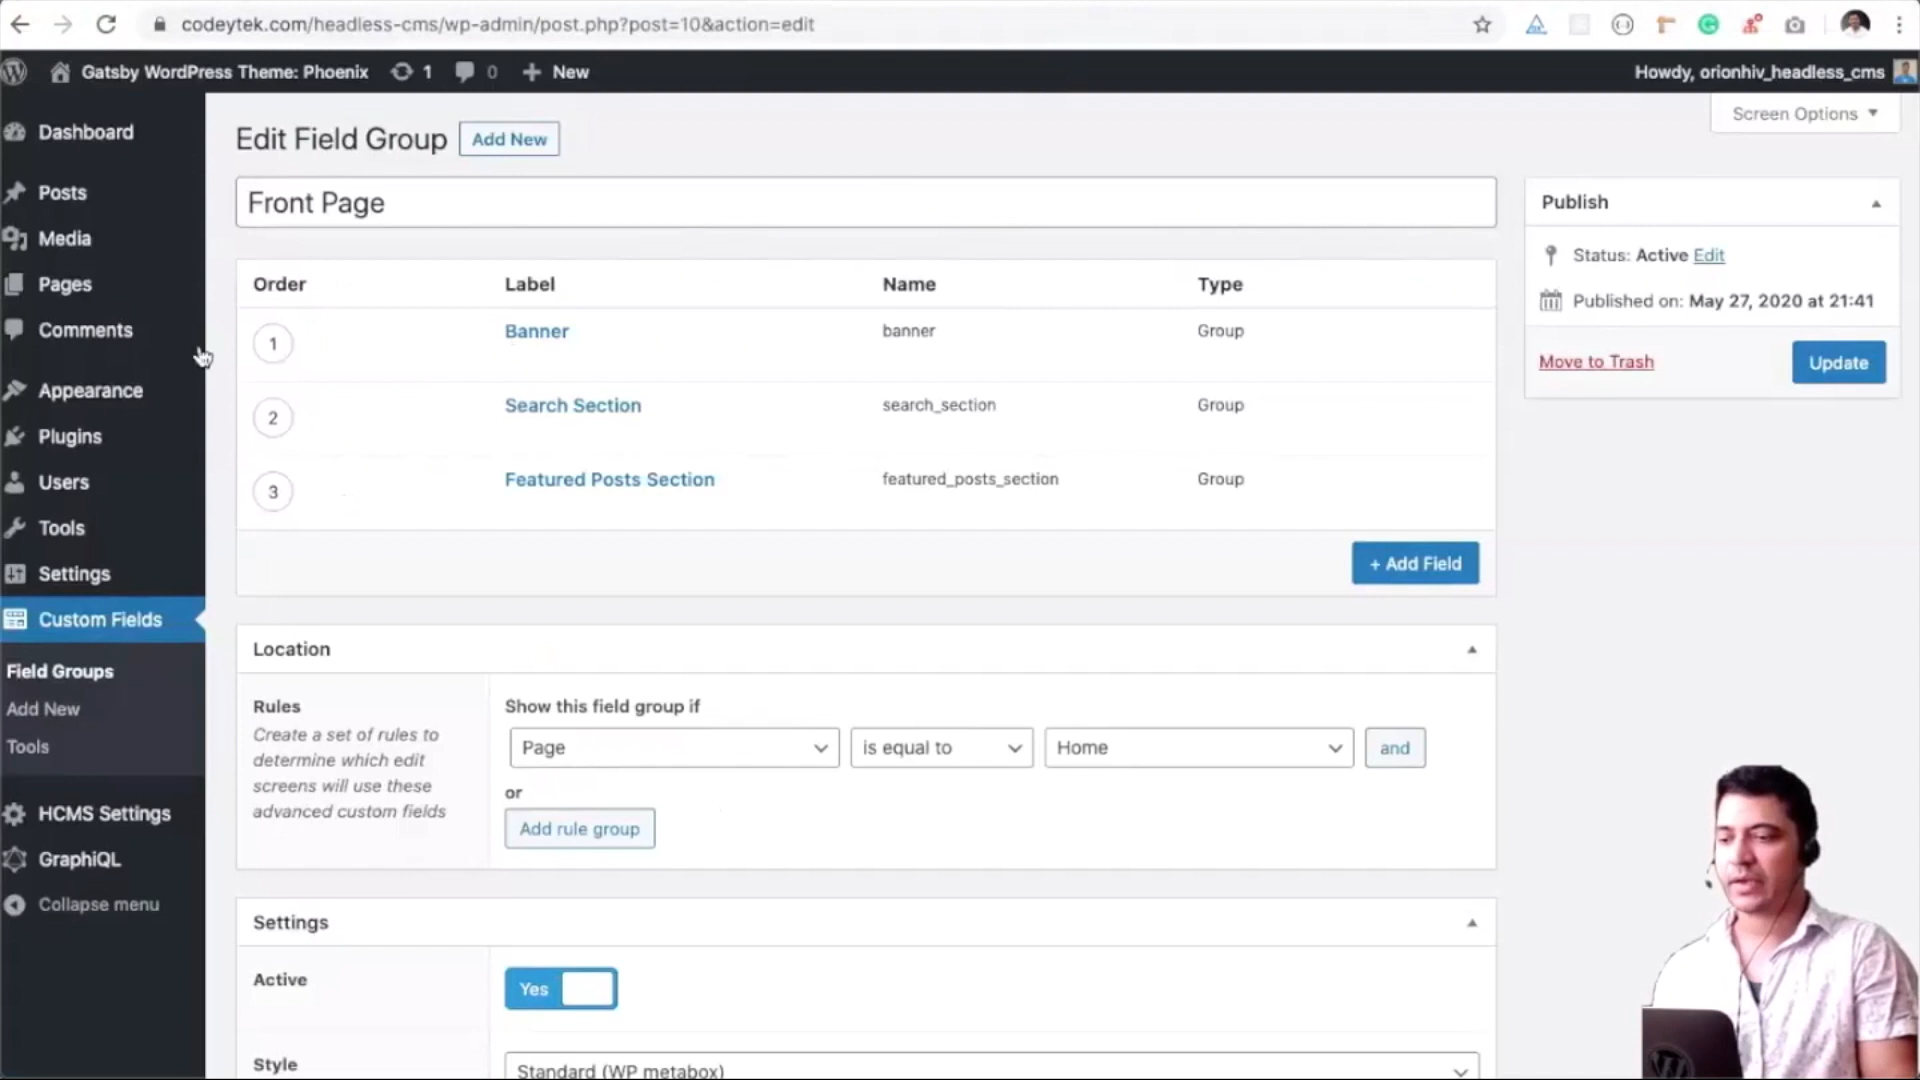 codeytek.com/headless-cms/wp-admin/post.php?post=10&action=edit
Gatsby WordPress Theme: Phoenix 1 0 + New
Howdy, orionhiv_headless_cms
Screen Options
Dashboard
Posts
Media
Pages
Comments
Appearance
Plugins
Users
Tools
Settings
Custom Fields
Field Groups
Add New
Tools
HCMS Settings
GraphiQL
Collapse menu
Edit Field Group Add New
Front Page
Order Label Name Type
1 Banner banner Group
2 Search Section search_section Group
3 Featured Posts Section featured_posts_section Group
+ Add Field
Location
Rules
Create a set of rules to
determine which edit
screens will use these
advanced custom fields
Show this field group if
Page is equal to Home and
or
Add rule group
Settings
Active Yes
Style Standard (WP metabox)
Publish
Status: Active Edit
Published on: May 27, 2020 at 21:41
Move to Trash Update